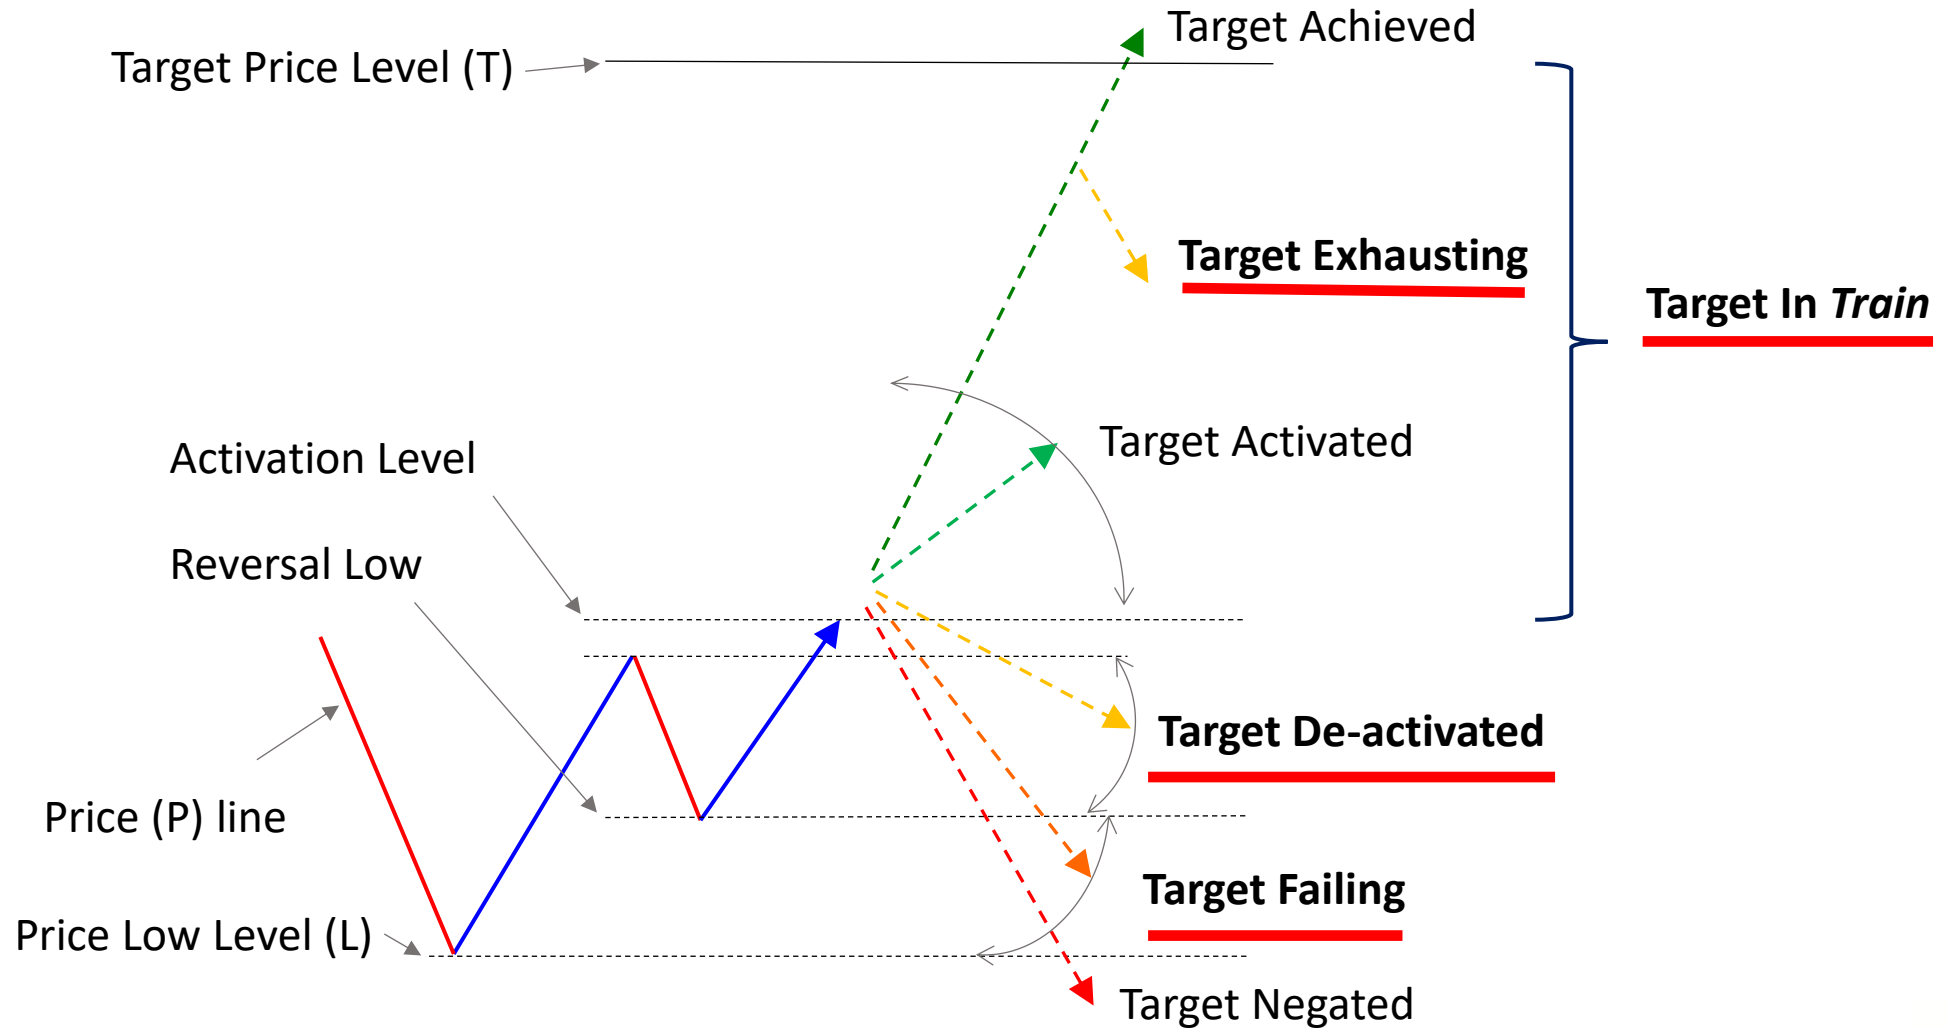 Target Achieved
Target Price Level (T)
Target Exhausting
Target In Train
Target Activated
Activation Level
Reversal Low
Target De-activated
Price (P) line
Target Failing
Price Low Level (L)
Target Negated